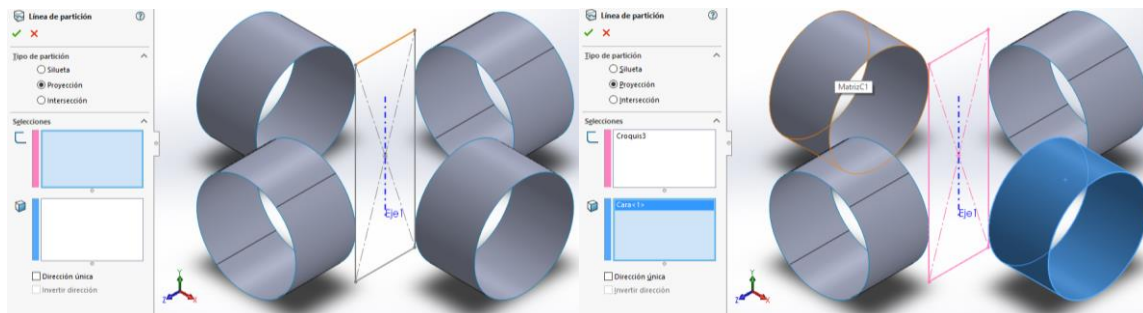 Línea de partición
Tipo de partición
Silueta
Proyección
Intersección
Selecciones
Dirección única
Invertir dirección
Eje1
Y
Z
X
Línea de partición
Tipo de partición
Silueta
Proyección
Intersección
Selecciones
Croquis3
Cara<1>
Dirección única
Invertir dirección
MatrizC1
Eje1
Y
Z
X